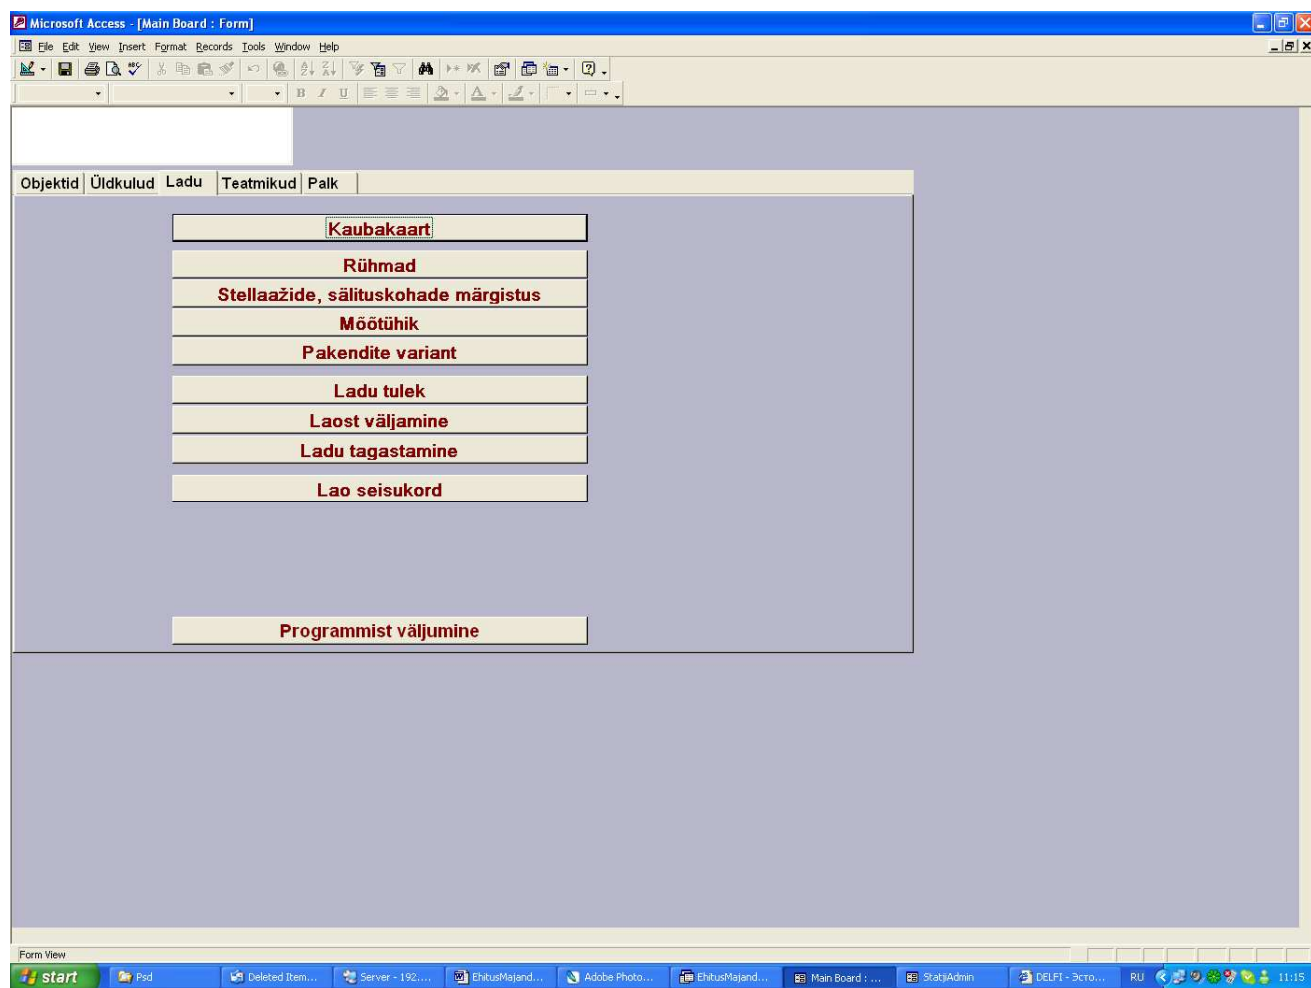 Microsoft Access - [Main Board : Form]
File Edit View Insert Format Records Tools Window Help
B I U
Objektid Üldkulud Ladu Teatmikud Palk
Kaubakaart
Rühmad
Stellaažide, sälituskohade märgistus
Mõõtühik
Pakendite variant
Ladu tulek
Laost väljamine
Ladu tagastamine
Lao seisukord
Programmist väljumine
Form View
start Psd Deleted Item... Server - 192.... EhitusMajand... Adobe Photo... EhitusMajand... Main Board : ... StatjiAdmin DELFI - Эсто... RU 11:15